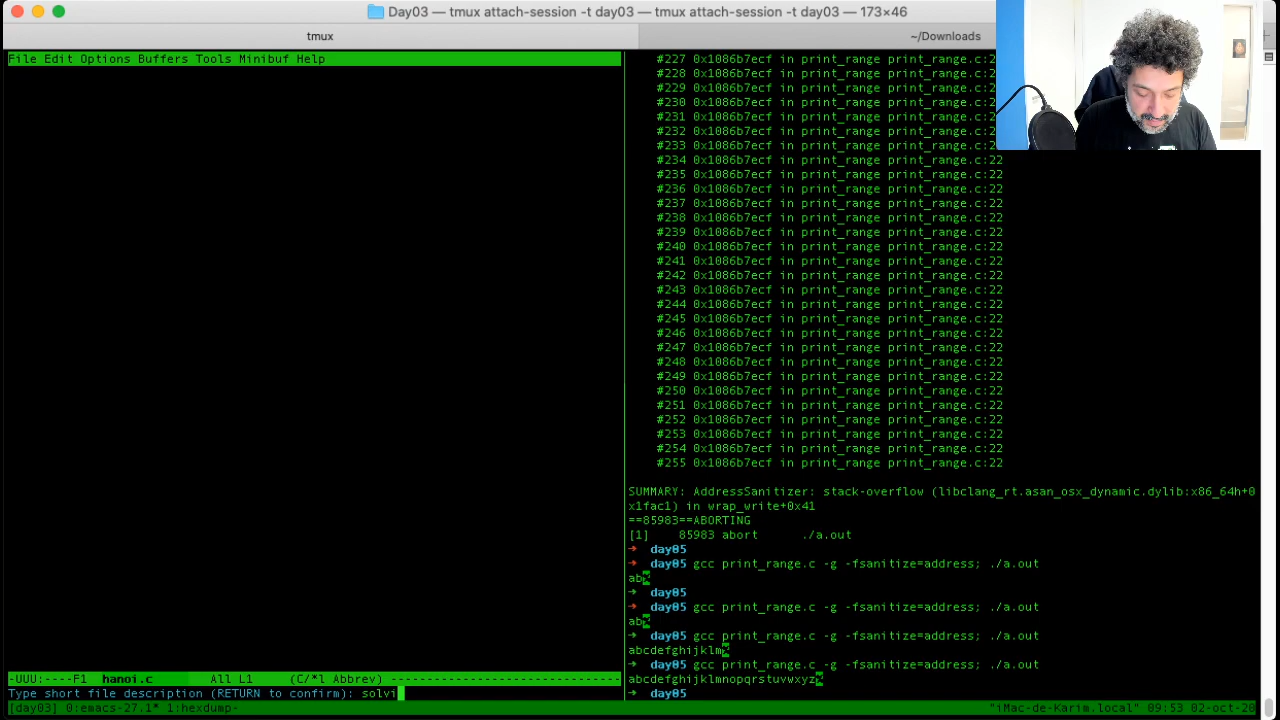 Day03 — tmux attach-session -t day03 — tmux attach-session -t day03 — 173×46
tmux
~/Downloads
File Edit Options Buffers Tools Minibuf Help
-UUU:----F1  hanoi.c        All L1     (C/*l Abbrev) ----------------------------------
Type short file description (RETURN to confirm): solvi
#227 0x1086b7ecf in print_range print_range.c:2
#228 0x1086b7ecf in print_range print_range.c:2
#229 0x1086b7ecf in print_range print_range.c:2
#230 0x1086b7ecf in print_range print_range.c:2
#231 0x1086b7ecf in print_range print_range.c:2
#232 0x1086b7ecf in print_range print_range.c:2
#233 0x1086b7ecf in print_range print_range.c:2
#234 0x1086b7ecf in print_range print_range.c:22
#235 0x1086b7ecf in print_range print_range.c:22
#236 0x1086b7ecf in print_range print_range.c:22
#237 0x1086b7ecf in print_range print_range.c:22
#238 0x1086b7ecf in print_range print_range.c:22
#239 0x1086b7ecf in print_range print_range.c:22
#240 0x1086b7ecf in print_range print_range.c:22
#241 0x1086b7ecf in print_range print_range.c:22
#242 0x1086b7ecf in print_range print_range.c:22
#243 0x1086b7ecf in print_range print_range.c:22
#244 0x1086b7ecf in print_range print_range.c:22
#245 0x1086b7ecf in print_range print_range.c:22
#246 0x1086b7ecf in print_range print_range.c:22
#247 0x1086b7ecf in print_range print_range.c:22
#248 0x1086b7ecf in print_range print_range.c:22
#249 0x1086b7ecf in print_range print_range.c:22
#250 0x1086b7ecf in print_range print_range.c:22
#251 0x1086b7ecf in print_range print_range.c:22
#252 0x1086b7ecf in print_range print_range.c:22
#253 0x1086b7ecf in print_range print_range.c:22
#254 0x1086b7ecf in print_range print_range.c:22
#255 0x1086b7ecf in print_range print_range.c:22
SUMMARY: AddressSanitizer: stack-overflow (libclang_rt.asan_osx_dynamic.dylib:x86_64h+0
x1fac1) in wrap_write+0x41
==85983==ABORTING
[1]    85983 abort      ./a.out
→  day05
→  day05 gcc print_range.c -g -fsanitize=address; ./a.out
ab
→  day05
→  day05 gcc print_range.c -g -fsanitize=address; ./a.out
ab
→  day05 gcc print_range.c -g -fsanitize=address; ./a.out
abcdefghijklm
→  day05 gcc print_range.c -g -fsanitize=address; ./a.out
abcdefghijklmnopqrstuvwxyz
→  day05
[day03] 0:emacs-27.1* 1:hexdump-
"iMac-de-Karim.local" 09:53 02-oct-20